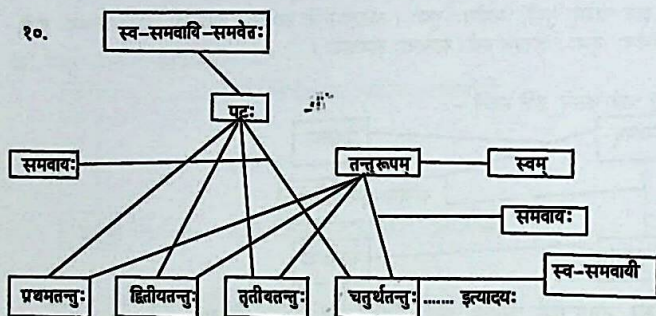 १०.
स्व-समवायि-समवेतः
पटः
समवायः
तन्तुरूपम्
स्वम्
समवायः
स्व-समवायी
प्रथमतन्तुः द्वितीयतन्तुः तृतीयतन्तुः चतुर्थतन्तुः ....... इत्यादयः